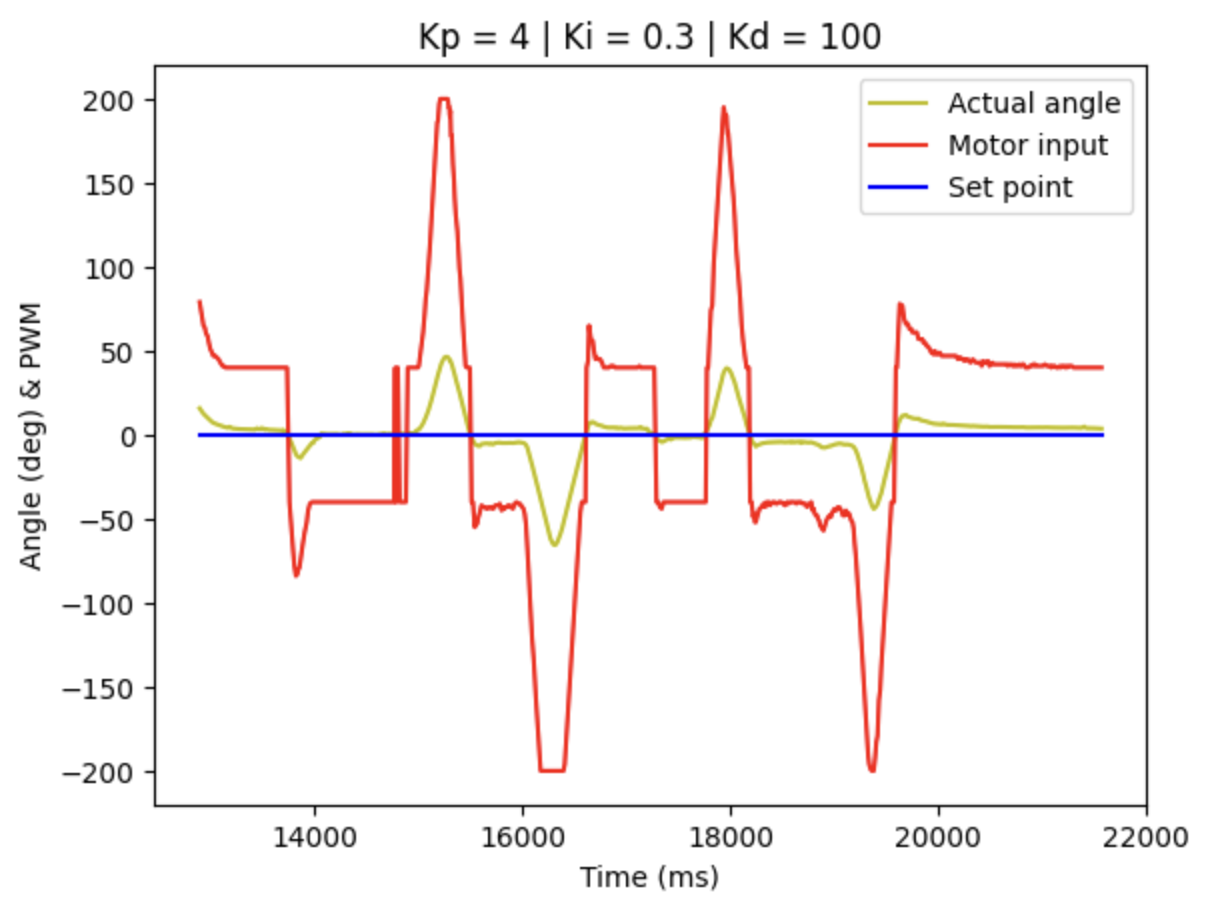 Kp = 4 | Ki = 0.3 | Kd = 100
Actual angle
Motor input
Set point
Angle (deg) & PWM
200
150
100
50
0
−50
−100
−150
−200
14000
16000
18000
20000
22000
Time (ms)